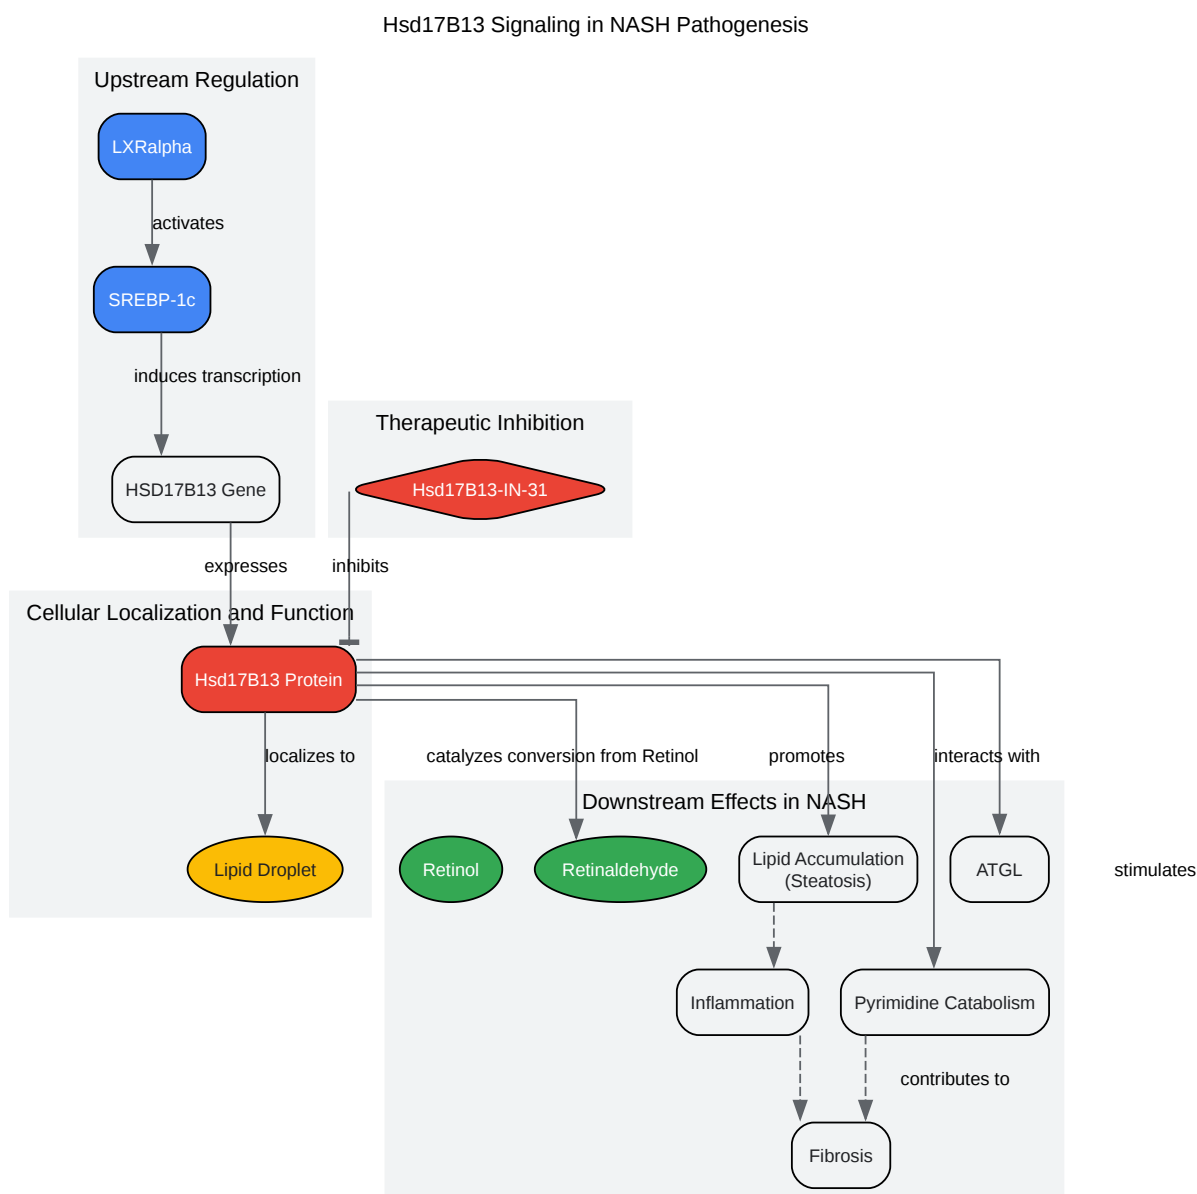 Hsd17B13 Signaling in NASH Pathogenesis
Upstream Regulation
LXRalpha
activates
SREBP-1c
induces transcription
HSD17B13 Gene
Therapeutic Inhibition
Hsd17B13-IN-31
expresses
inhibits
Cellular Localization and Function
Hsd17B13 Protein
localizes to
catalyzes conversion from Retinol
promotes
interacts with
Lipid Droplet
Downstream Effects in NASH
Retinol
Retinaldehyde
Lipid Accumulation
(Steatosis)
ATGL
stimulates
Inflammation
Pyrimidine Catabolism
contributes to
Fibrosis